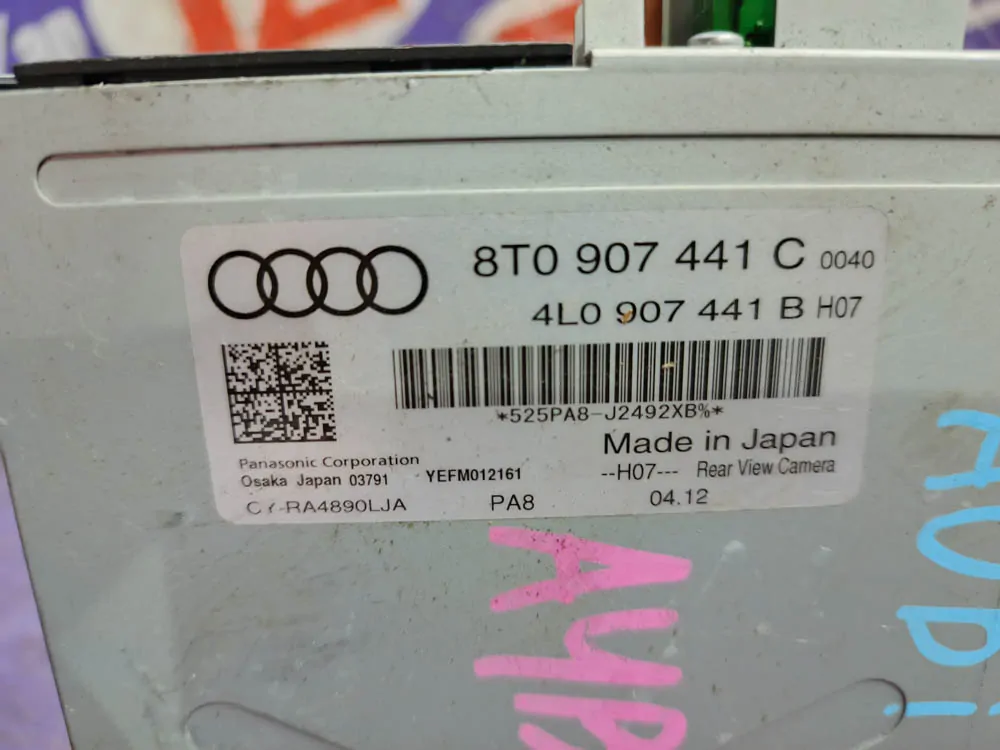 8T0 907 441 C 0040
4L0 907 441 B H07
*525PA8-J2492XB%*
Made in Japan
Panasonic Corporation
Osaka Japan 03791 YEFM012161
--H07--- Rear View Camera
CY-RA4890LJA PA8 04.12
AUDi